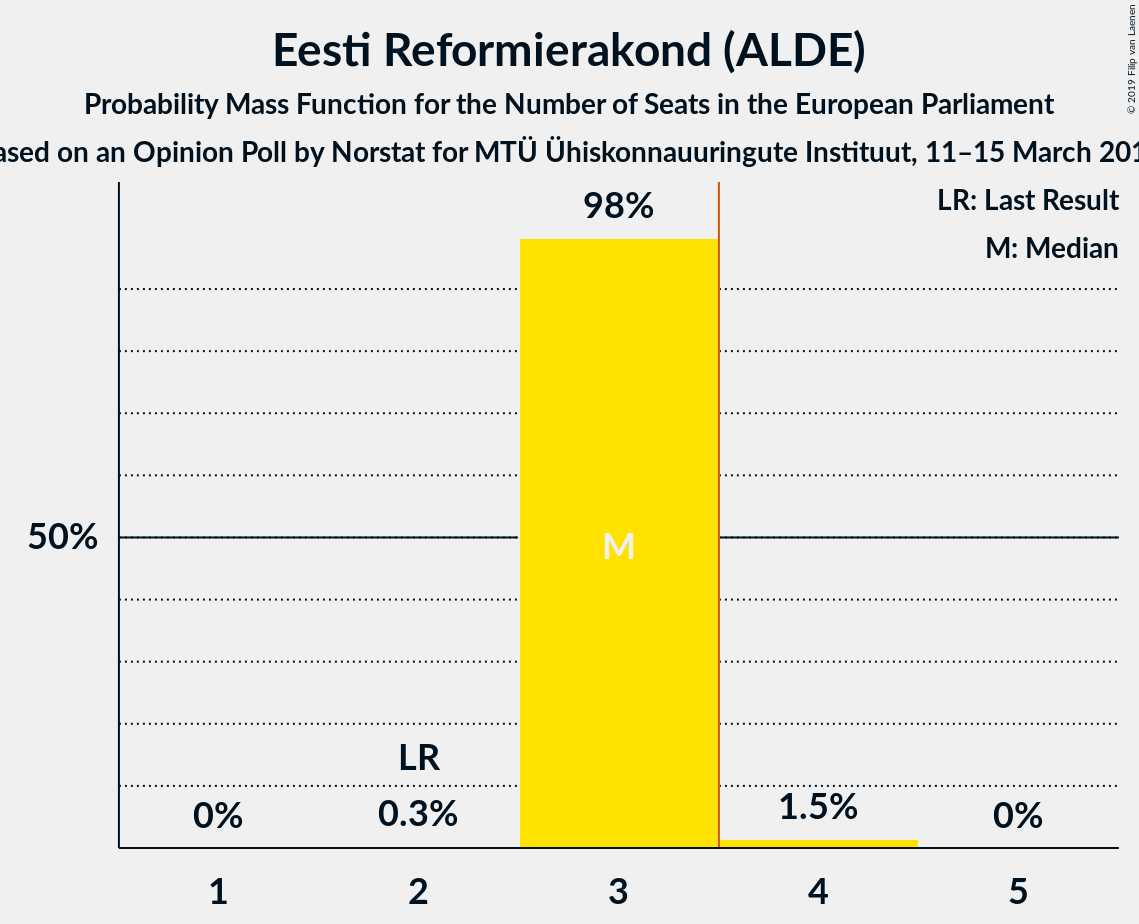 Eesti Reformierakond (ALDE)
Probability Mass Function for the Number of Seats in the European Parliament
on an Opinion Poll by Norstat for MTÜ Ühiskonnauuringute Instituut, 11–15 March
© 2019 Filip van Laenen
LR: Last Result
M: Median
98%
50%
M
LR
0%
0.3%
1.5%
0%
1
2
3
4
5